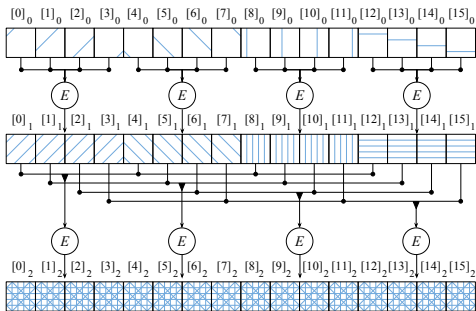 [0]₀ [1]₀ [2]₀ [3]₀ [4]₀ [5]₀ [6]₀ [7]₀ [8]₀ [9]₀ [10]₀ [11]₀ [12]₀ [13]₀ [14]₀ [15]₀
E E E E
[0]₁ [1]₁ [2]₁ [3]₁ [4]₁ [5]₁ [6]₁ [7]₁ [8]₁ [9]₁ [10]₁ [11]₁ [12]₁ [13]₁ [14]₁ [15]₁
E E E E
[0]₂ [1]₂ [2]₂ [3]₂ [4]₂ [5]₂ [6]₂ [7]₂ [8]₂ [9]₂ [10]₂ [11]₂ [12]₂ [13]₂ [14]₂ [15]₂